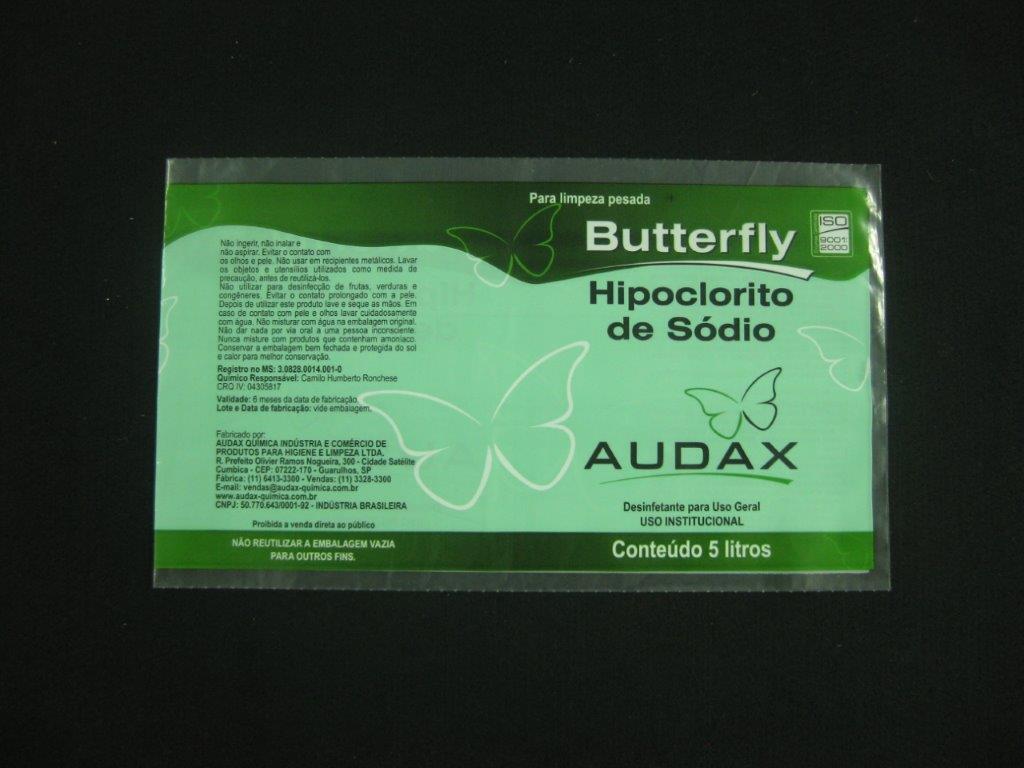 Não ingerir, não inalar e
não aspirar. Evitar o contato com
os olhos e pele. Não usar em recipientes metálicos. Lavar
os objetos e utensílios utilizados como medida de
precaução, antes de reutilizá-los.
Não utilizar para desinfecção de frutas, verduras e
congêneres. Evitar o contato prolongado com a pele.
Depois de utilizar este produto lave e seque as mãos. Em
caso de contato com pele e olhos lavar cuidadosamente
com água. Não misturar com água na embalagem original.
Não dar nada por via oral a uma pessoa inconsciente.
Nunca misture com produtos que contenham amoníaco.
Conservar a embalagem bem fechada e protegida do sol
e calor para melhor conservação.
Registro no MS: 3.0828.0014.001-0
Químico Responsável: Camilo Humberto Ronchese
CRQ IV: 04305817
Validade: 6 meses da data de fabricação.
Lote e Data de fabricação: vide embalagem.
Fabricado por:
AUDAX QUÍMICA INDÚSTRIA E COMÉRCIO DE
PRODUTOS PARA HIGIENE E LIMPEZA LTDA.
R. Prefeito Olivier Ramos Nogueira, 300 - Cidade Satélite
Cumbica - CEP: 07222-170 - Guarulhos, SP
Fábrica: (11) 6413-3300 - Vendas: (11) 3328-3300
E-mail: vendas@audax-quimica.com.br
www.audax-quimica.com.br
CNPJ: 50.770.643/0001-92 - INDÚSTRIA BRASILEIRA
Proibida a venda direta ao público
NÃO REUTILIZAR A EMBALAGEM VAZIA
PARA OUTROS FINS.
Para limpeza pesada
Butterfly
ISO
9001:
2000
Hipoclorito
de Sódio
AUDAX
Desinfetante para Uso Geral
USO INSTITUCIONAL
Conteúdo 5 litros